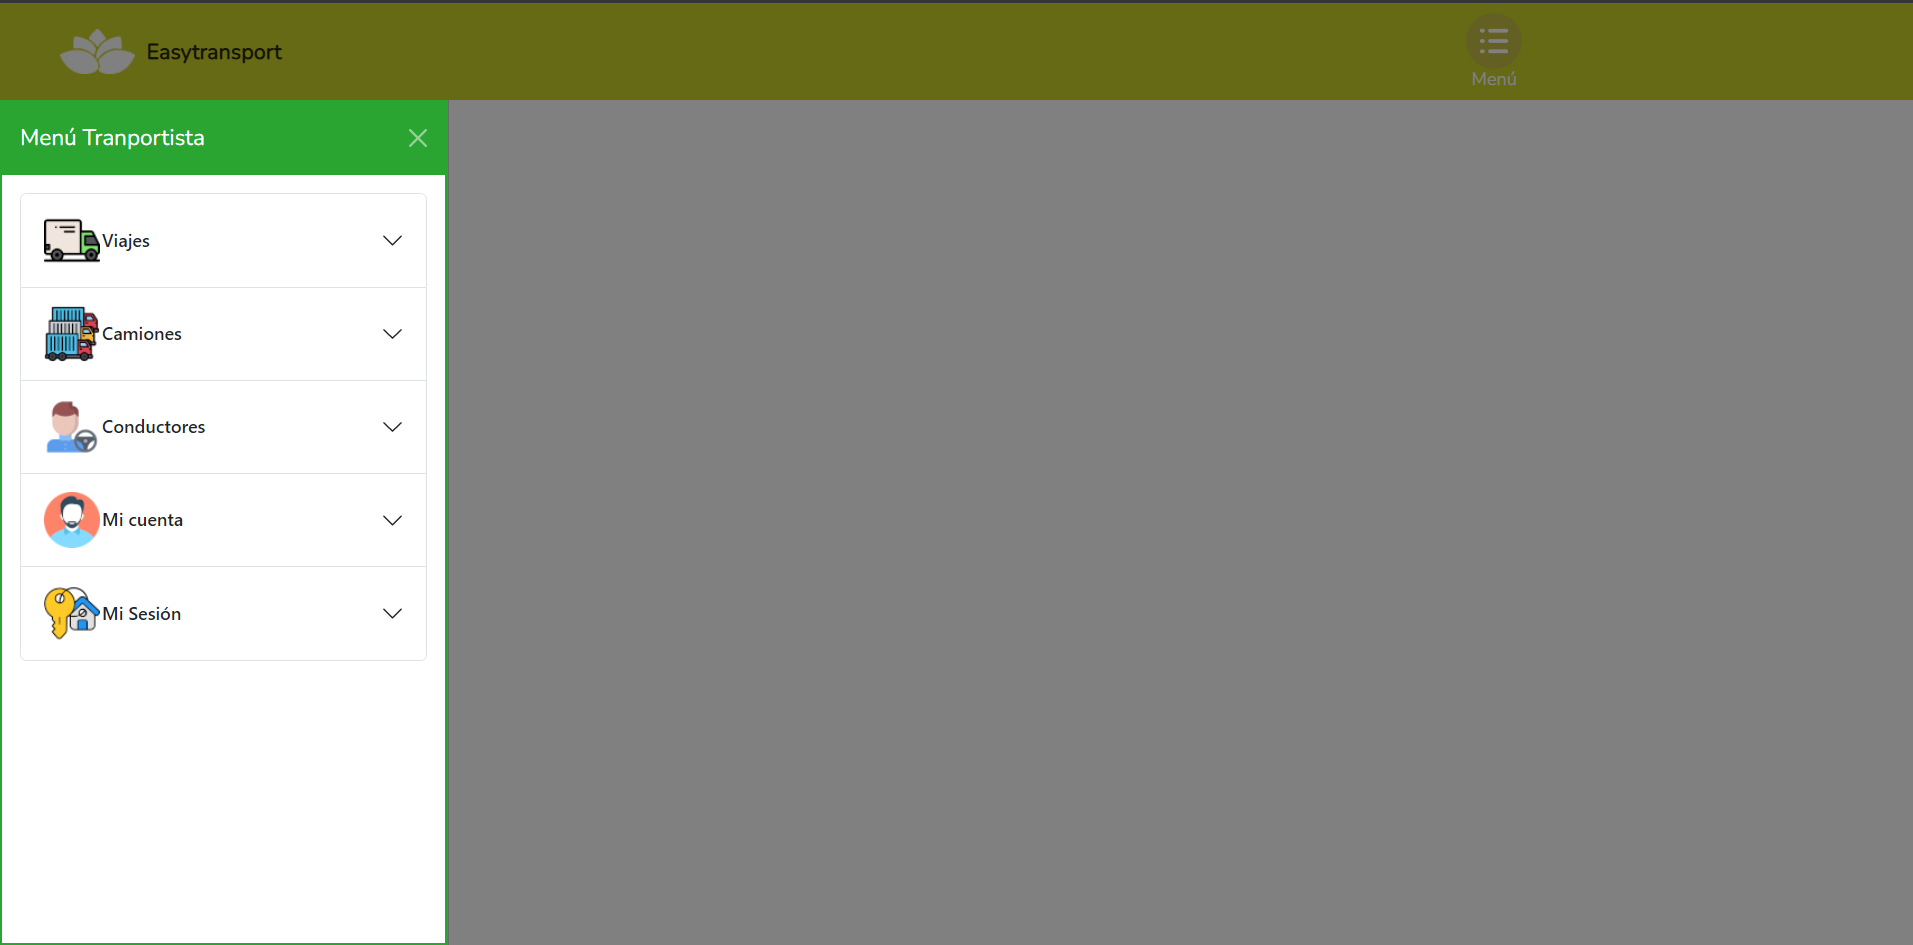 Easytransport
Menú
Menú Tranportista
Viajes
Camiones
Conductores
Mi cuenta
Mi Sesión